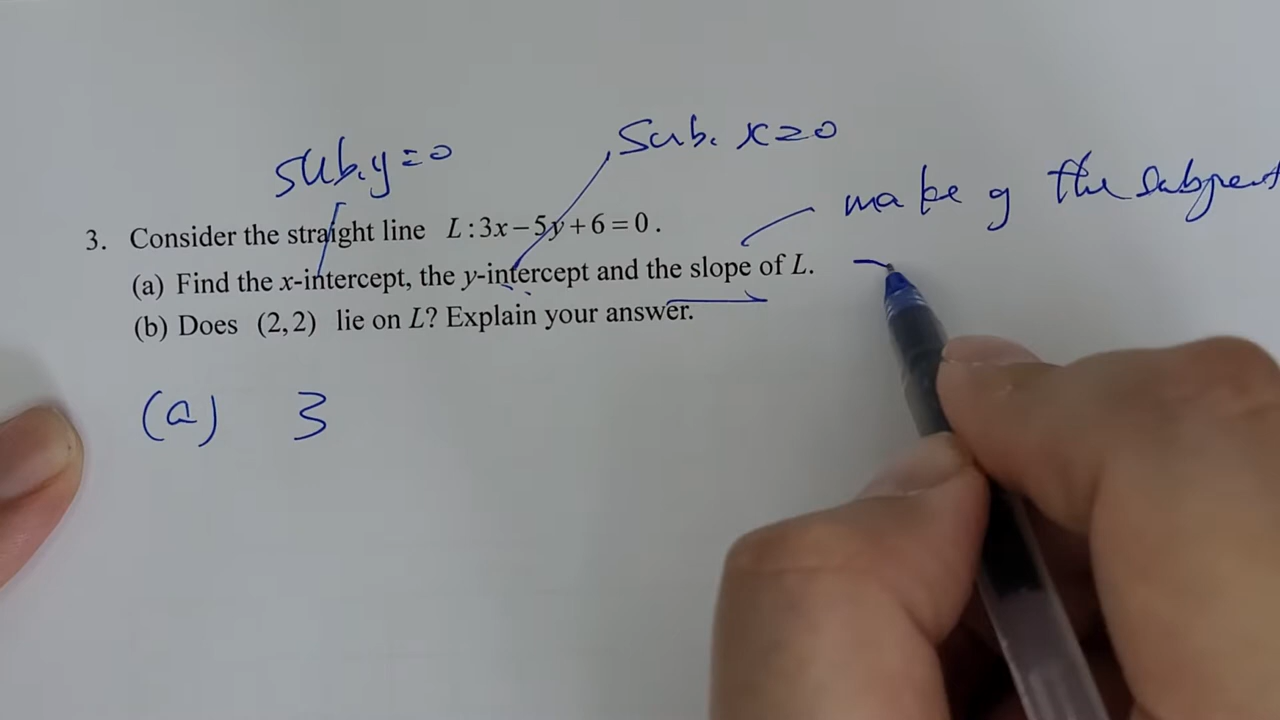 sub. y=0
Sub. x=0
make y the subject
3. Consider the straight line L : 3x − 5y + 6 = 0 .
(a) Find the x-intercept, the y-intercept and the slope of L.
(b) Does (2, 2) lie on L? Explain your answer.
(a) 3